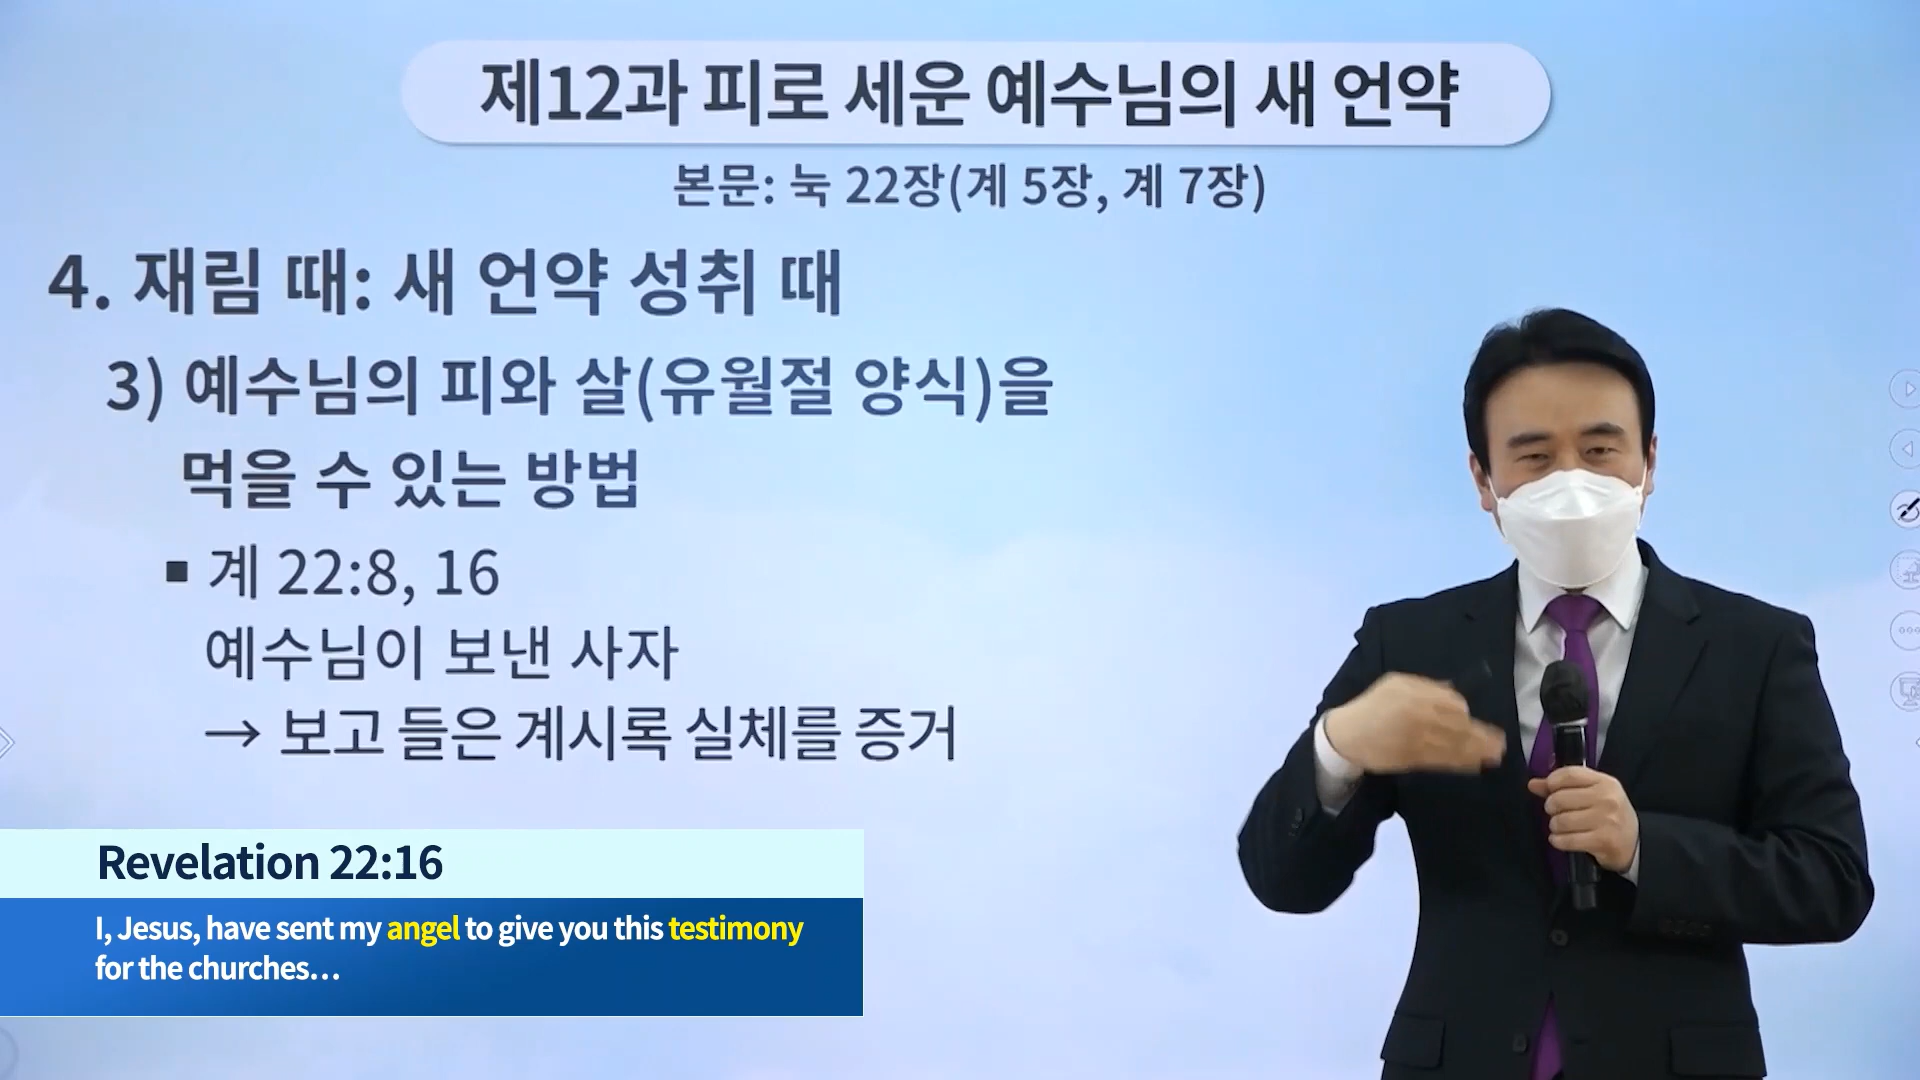 제12과 피로 세운 예수님의 새 언약
본문: 눅 22장(계 5장, 계 7장)
4. 재림 때: 새 언약 성취 때
3) 예수님의 피와 살(유월절 양식)을
먹을 수 있는 방법
▪ 계 22:8, 16
예수님이 보낸 사자
→ 보고 들은 계시록 실체를 증거
Revelation 22:16
I, Jesus, have sent my angel to give you this testimony
for the churches…